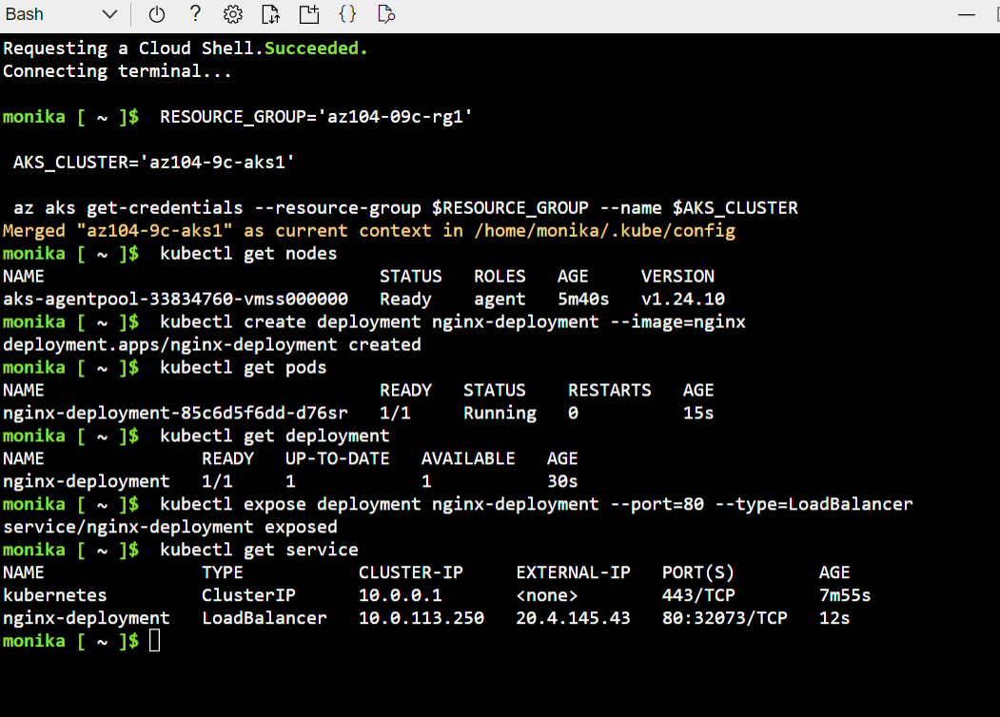 Bash
Requesting a Cloud Shell.Succeeded.
Connecting terminal...
monika [ ~ ]$  RESOURCE_GROUP='az104-09c-rg1'
AKS_CLUSTER='az104-9c-aks1'
az aks get-credentials --resource-group $RESOURCE_GROUP --name $AKS_CLUSTER
Merged "az104-9c-aks1" as current context in /home/monika/.kube/config
monika [ ~ ]$  kubectl get nodes
NAME                                STATUS   ROLES   AGE     VERSION
aks-agentpool-33834760-vmss000000   Ready    agent   5m40s   v1.24.10
monika [ ~ ]$  kubectl create deployment nginx-deployment --image=nginx
deployment.apps/nginx-deployment created
monika [ ~ ]$  kubectl get pods
NAME                                READY   STATUS    RESTARTS   AGE
nginx-deployment-85c6d5f6dd-d76sr   1/1     Running   0          15s
monika [ ~ ]$  kubectl get deployment
NAME               READY   UP-TO-DATE   AVAILABLE   AGE
nginx-deployment   1/1     1            1           30s
monika [ ~ ]$  kubectl expose deployment nginx-deployment --port=80 --type=LoadBalancer
service/nginx-deployment exposed
monika [ ~ ]$  kubectl get service
NAME               TYPE           CLUSTER-IP     EXTERNAL-IP   PORT(S)        AGE
kubernetes         ClusterIP      10.0.0.1       <none>        443/TCP        7m55s
nginx-deployment   LoadBalancer   10.0.113.250   20.4.145.43   80:32073/TCP   12s
monika [ ~ ]$